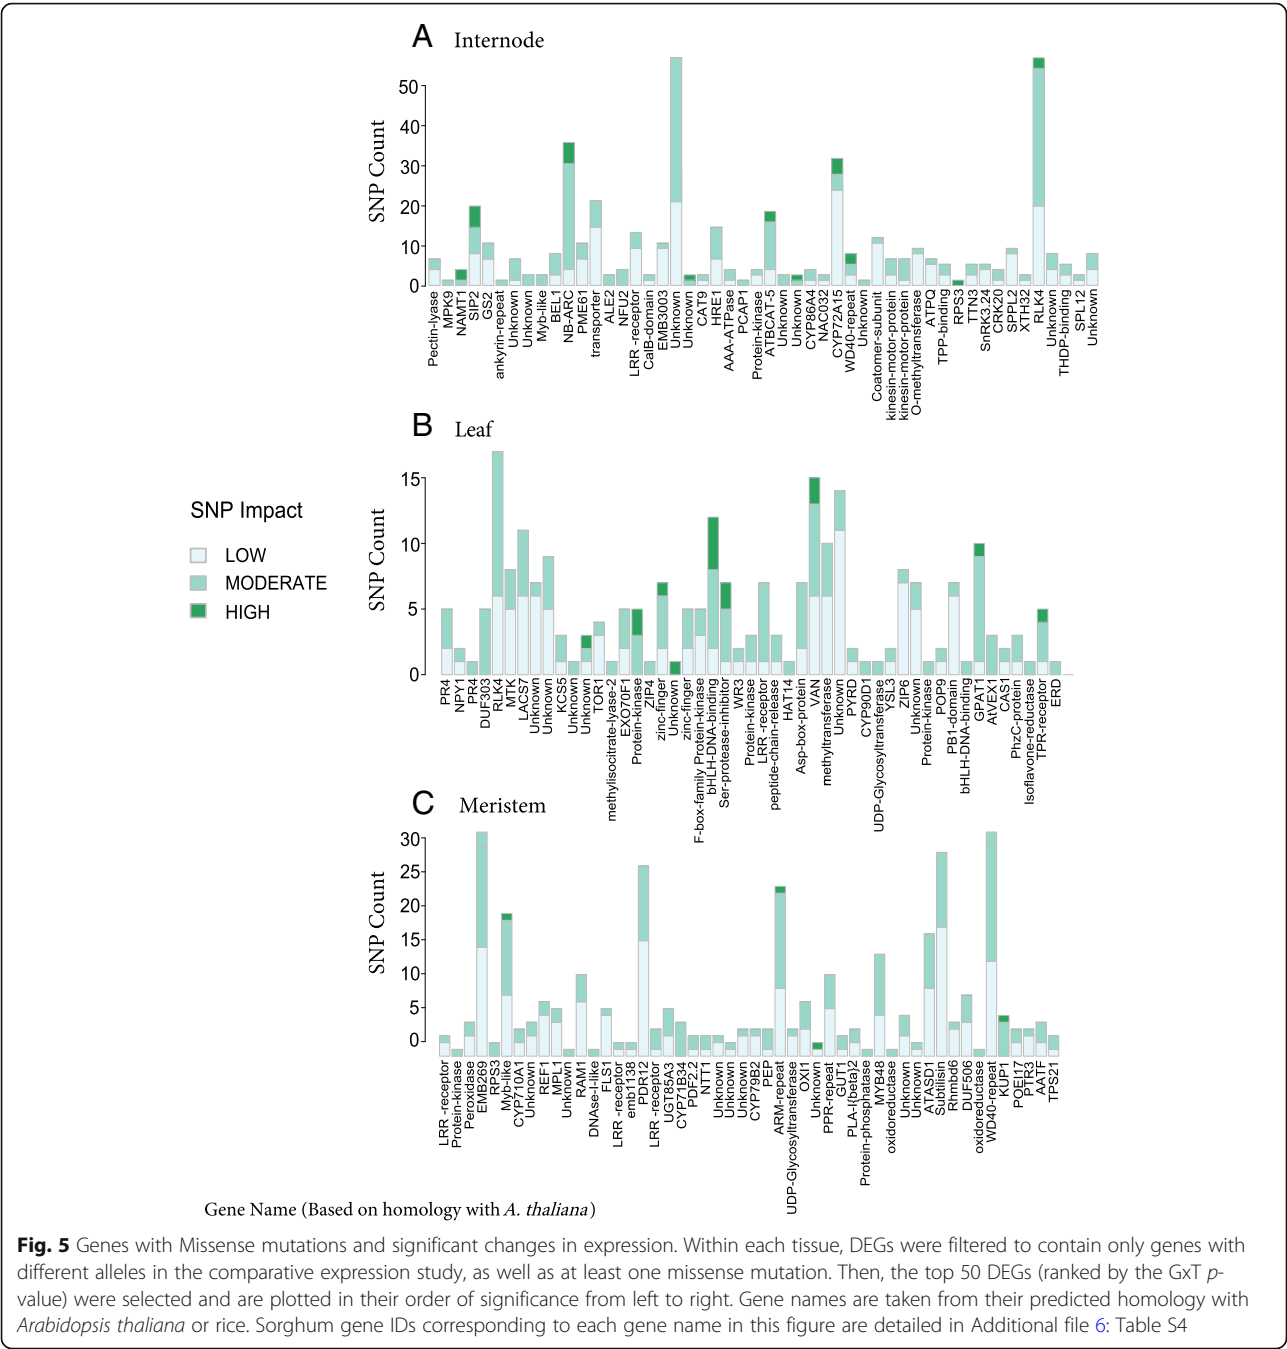 A Internode
SNP Count
50
40
30
20
10
0
Pectin-lyase
MPK9
NAMT1
SIP2
GS2
ankyrin-repeat
Unknown
Unknown
Myb-like
BEL1
NB-ARC
PME61
transporter
ALE2
NFU2
LRR -receptor
CalB-domain
EMB3003
Unknown
Unknown
CAT9
HRE1
AAA-ATPase
PCAP1
Protein-kinase
ATBCAT-5
Unknown
Unknown
CYP86A4
NAC032
CYP72A15
WD40-repeat
Unknown
Coatomer-subunit
kinesin-motor-protein
kinesin-motor-protein
O-methyltransferase
ATPQ
TPP-binding
RPS3
TTN3
SnRK3.24
CRK20
SPPL2
XTH32
RLK4
Unknown
THDP-binding
SPL12
Unknown
B Leaf
SNP Impact
LOW
MODERATE
HIGH
SNP Count
15
10
5
0
PR4
NPY1
PR4
DUF303
RLK4
MTK
LACS7
Unknown
Unknown
KCS5
Unknown
Unknown
TOR1
methylisocitrate-lyase-2
EXO70F1
Protein-kinase
ZIP4
zinc-finger
Unknown
zinc-finger
F-box-family Protein-kinase
bHLH-DNA-binding
Ser-protease-inhibitor
WR3
Protein-kinase
LRR -receptor
peptide-chain-release
HAT14
Asp-box-protein
VAN
methyltransferase
Unknown
PYRD
CYP90D1
UDP-Glycosyltransferase
YSL3
ZIP6
Unknown
Protein-kinase
POP9
PB1-domain
bHLH-DNA-binding
GPAT1
AtVEX1
CAS1
PhzC-protein
Isoflavone-reductase
TPR-receptor
ERD
C Meristem
SNP Count
30
25
20
15
10
5
0
LRR -receptor
Protein-kinase
Peroxidase
EMB269
RPS3
Myb-like
CYP710A1
Unknown
REF1
MPL1
Unknown
RAM1
DNAse-I-like
FLS1
LRR -receptor
emb1138
PDR12
LRR -receptor
UGT85A3
CYP71B34
PDF2.2
NTT1
Unknown
Unknown
Unknown
CYP79B2
PEP
ARM-repeat
UDP-Glycosyltransferase
OXI1
Unknown
PPR-repeat
GUT1
PLA-I{beta}2
Protein-phosphatase
MYB48
oxidoreductase
Unknown
Unknown
ATASD1
Subtilisin
Rhmbd6
DUF506
oxidoreductase
WD40-repeat
KUP1
POEI17
PTR3
AATF
TPS21
Gene Name (Based on homology with A. thaliana)
Fig. 5 Genes with Missense mutations and significant changes in expression. Within each tissue, DEGs were filtered to contain only genes with
different alleles in the comparative expression study, as well as at least one missense mutation. Then, the top 50 DEGs (ranked by the GxT p-
value) were selected and are plotted in their order of significance from left to right. Gene names are taken from their predicted homology with
Arabidopsis thaliana or rice. Sorghum gene IDs corresponding to each gene name in this figure are detailed in Additional file 6: Table S4